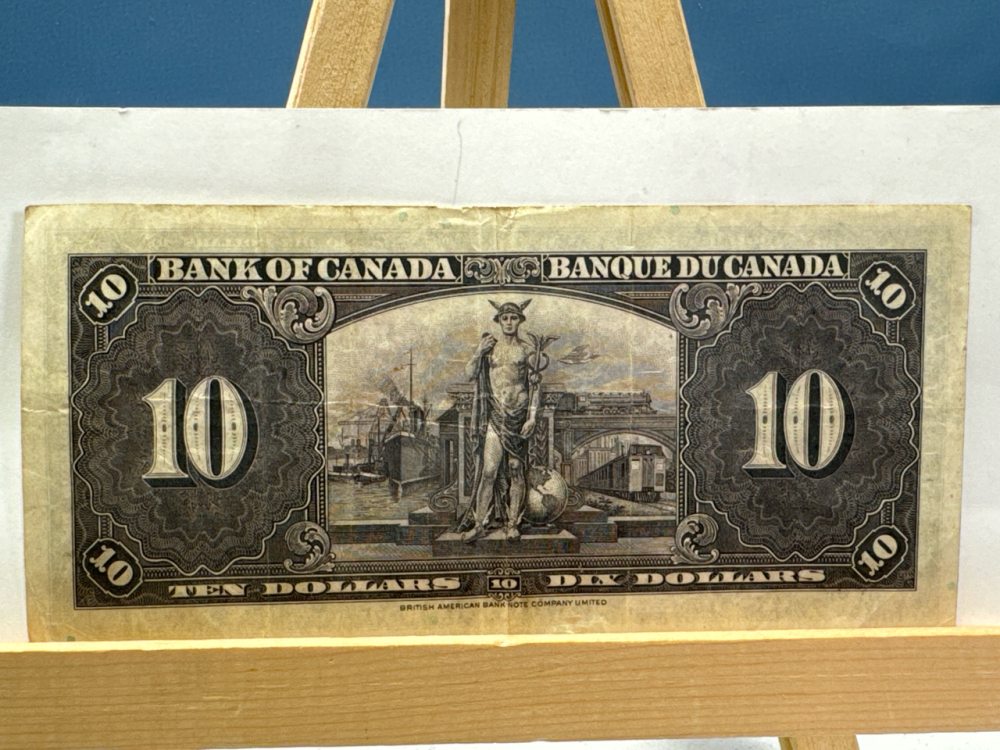 10 BANK OF CANADA BANQUE DU CANADA 10
10 10
10 TEN DOLLARS 10 DIX DOLLARS 10
BRITISH AMERICAN BANK NOTE COMPANY LIMITED